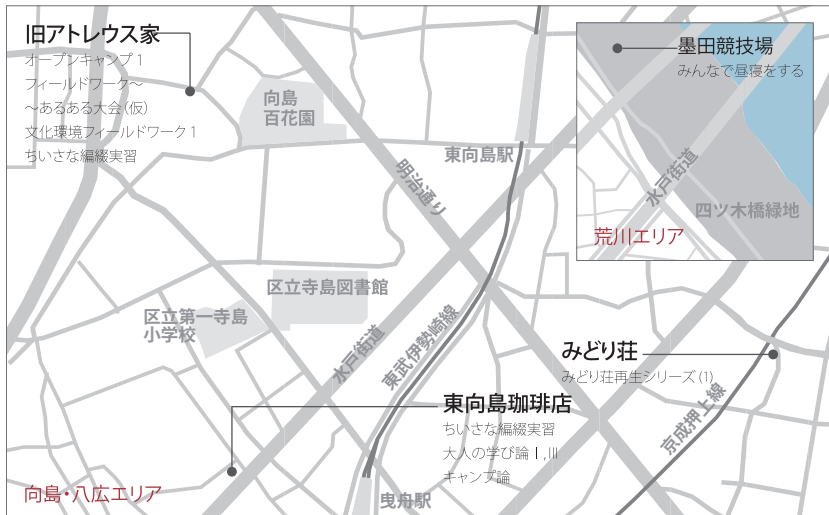 旧アトレウス家
オープンキャンプ1
フィールドワーク〜
〜あるある大会(仮)
文化環境フィールドワーク1
ちいさな編綴実習
向島
百花園
東向島駅
明治通り
墨田競技場
みんなで昼寝をする
水戸街道
四ツ木橋緑地
荒川エリア
区立寺島図書館
区立第一寺島
小学校
水戸街道
東武伊勢崎線
みどり荘
みどり荘再生シリーズ(1)
京成押上線
東向島珈琲店
ちいさな編綴実習
大人の学び論Ⅰ,Ⅲ
キャンプ論
向島・八広エリア
曳舟駅